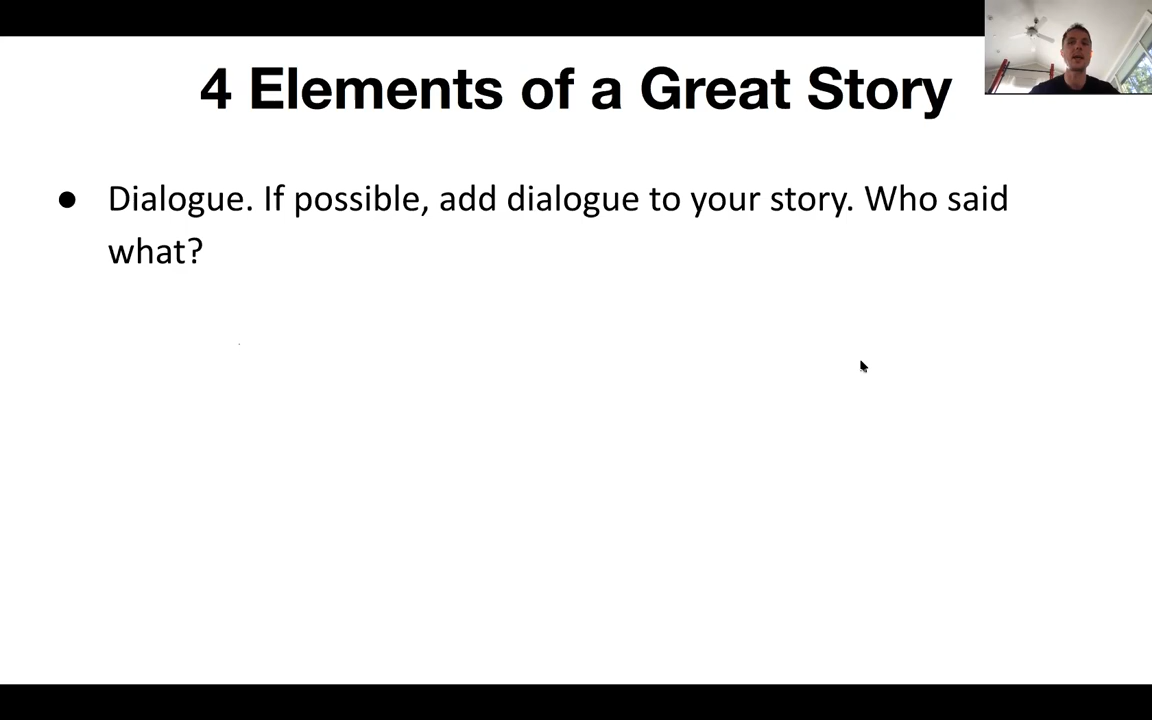 4 Elements of a Great Story
● Dialogue. If possible, add dialogue to your story. Who said
what?